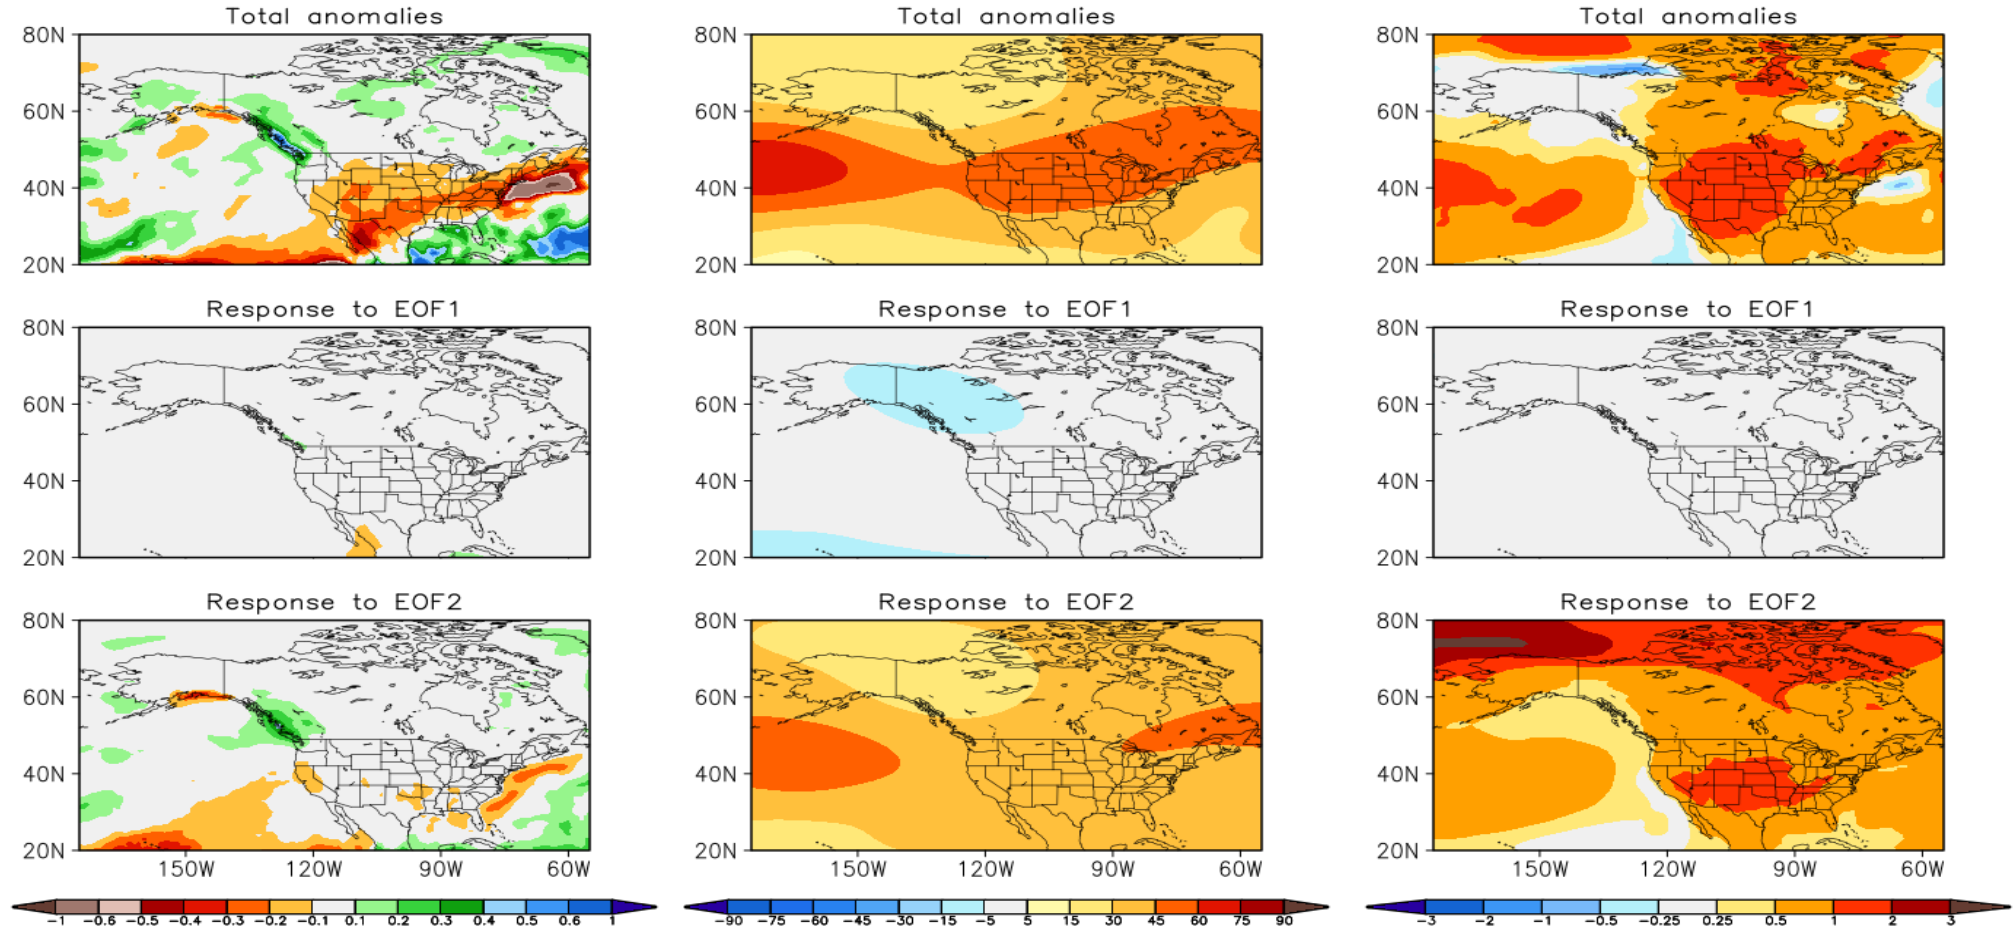 Total anomalies
Total anomalies
Total anomalies
80N
60N
40N
20N
80N
60N
40N
20N
80N
60N
40N
20N
Response to EOF1
Response to EOF1
Response to EOF1
80N
60N
40N
20N
80N
60N
40N
20N
80N
60N
40N
20N
Response to EOF2
Response to EOF2
Response to EOF2
80N
60N
40N
20N
80N
60N
40N
20N
80N
60N
40N
20N
150W 120W 90W 60W
150W 120W 90W 60W
150W 120W 90W 60W
-1 -0.6 -0.5 -0.4 -0.3 -0.2 -0.1 0.1 0.2 0.3 0.4 0.5 0.6 1
-90 -75 -60 -45 -30 -15 -5 5 15 30 45 60 75 90
-3 -2 -1 -0.5 -0.25 0.25 0.5 1 2 3